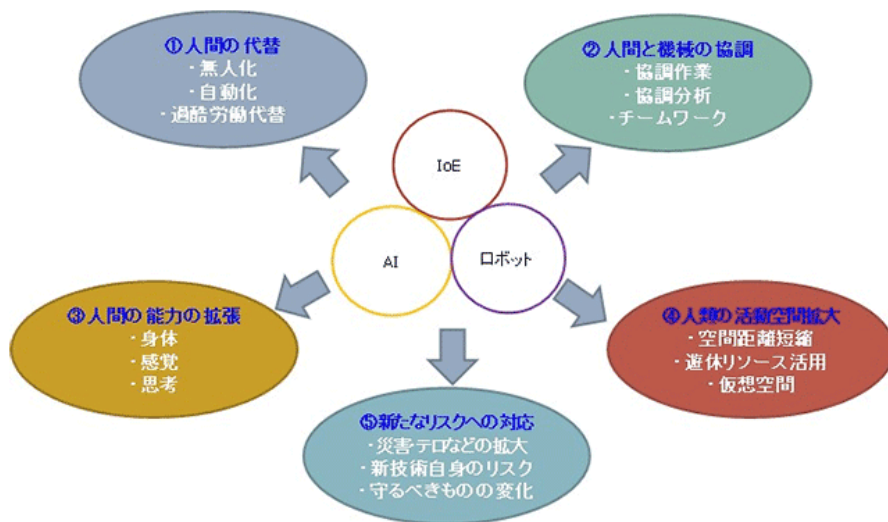 ①人間の代替
・無人化
・自動化
・過酷労働代替
②人間と機械の協調
・協調作業
・協調分析
・チームワーク
IoE
AI
ロボット
③人間の能力の拡張
・身体
・感覚
・思考
④人類の活動空間拡大
・空間距離短縮
・遊休リソース活用
・仮想空間
⑤新たなリスクへの対応
・災害・テロなどの拡大
・新技術自身のリスク
・守るべきものの変化